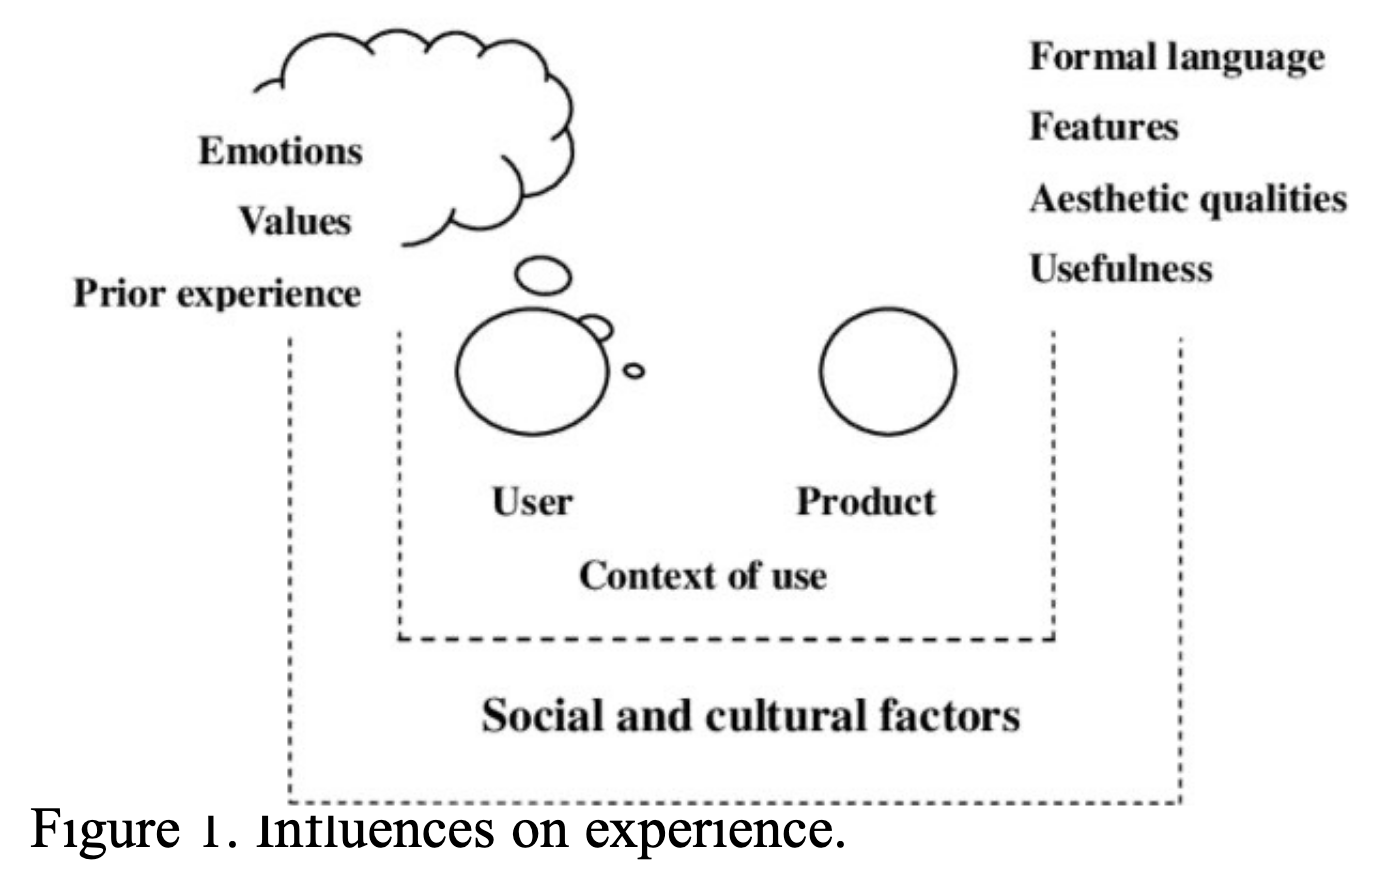 Emotions
Values
Prior experience
Formal language
Features
Aesthetic qualities
Usefulness
User
Product
Context of use
Social and cultural factors
Figure 1. Influences on experience.